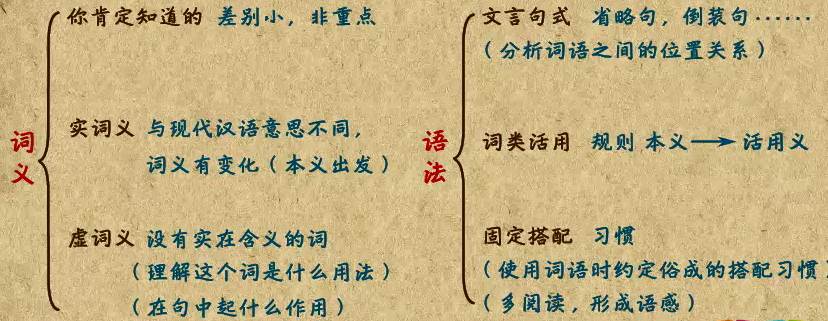 词义
你肯定知道的 差别小，非重点
实词义 与现代汉语意思不同，
词义有变化（本义出发）
虚词义 没有实在含义的词
（理解这个词是什么用法）
（在句中起什么作用）
语法
文言句式 省略句，倒装句······
（分析词语之间的位置关系）
词类活用 规则 本义→活用义
固定搭配 习惯
（使用词语时约定俗成的搭配习惯）
（多阅读，形成语感）